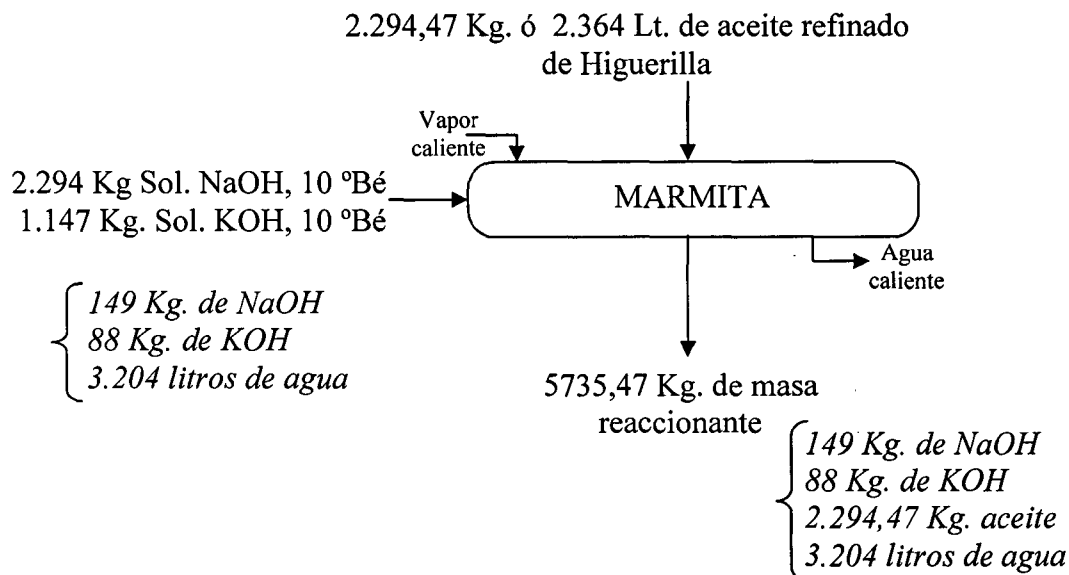 2.294,47 Kg. ó 2.364 Lt. de aceite refinado
de Higuerilla
Vapor
caliente
2.294 Kg Sol. NaOH, 10 ºBé
1.147 Kg. Sol. KOH, 10 ºBé
MARMITA
Agua
caliente
149 Kg. de NaOH
88 Kg. de KOH
3.204 litros de agua
5735,47 Kg. de masa
reaccionante
149 Kg. de NaOH
88 Kg. de KOH
2.294,47 Kg. aceite
3.204 litros de agua